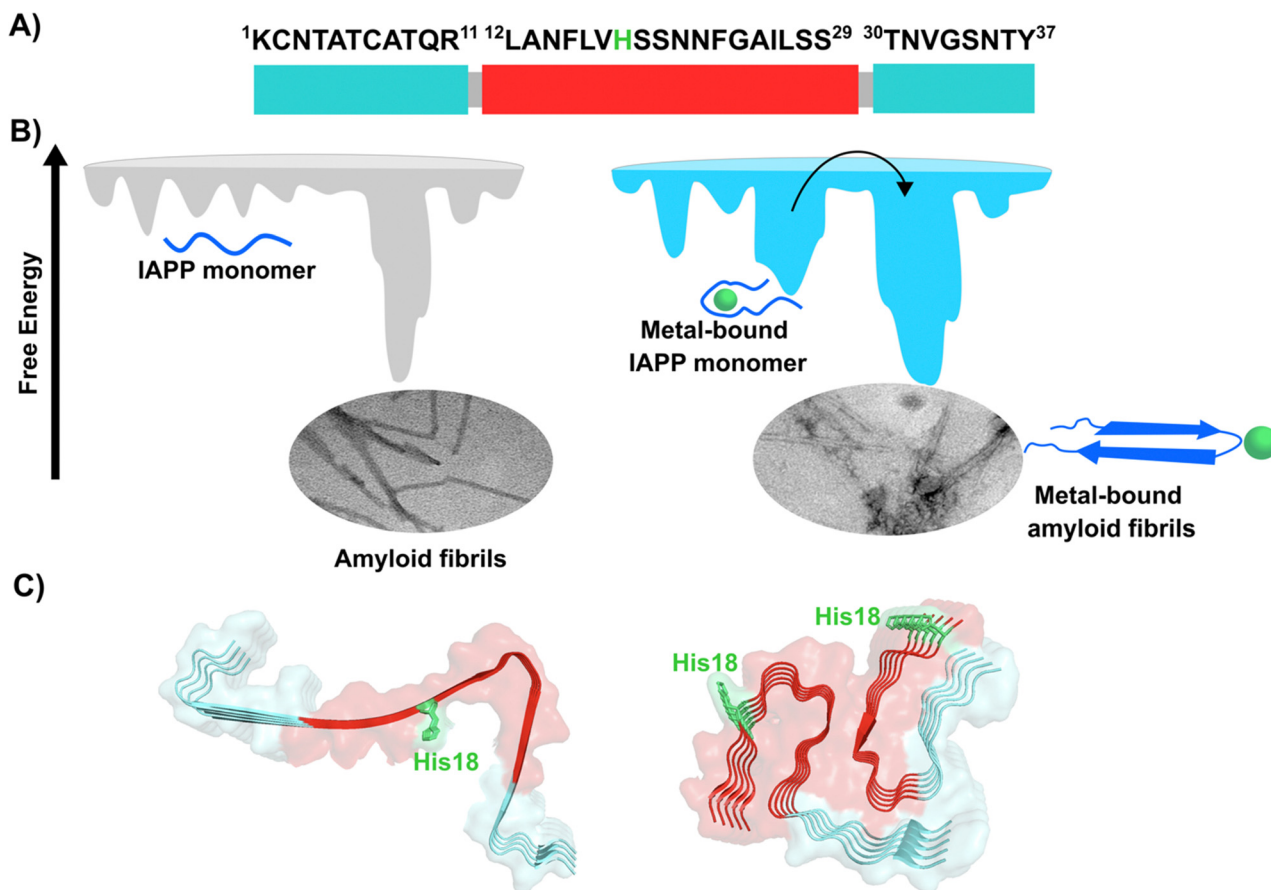 A)
¹KCNTATCATQR¹¹ ¹²LANFLVHSSNNFGAILSS²⁹ ³⁰TNVGSNTY³⁷
B)
Free Energy
IAPP monomer
Amyloid fibrils
Metal-bound
IAPP monomer
Metal-bound
amyloid fibrils
C)
His18
His18
His18